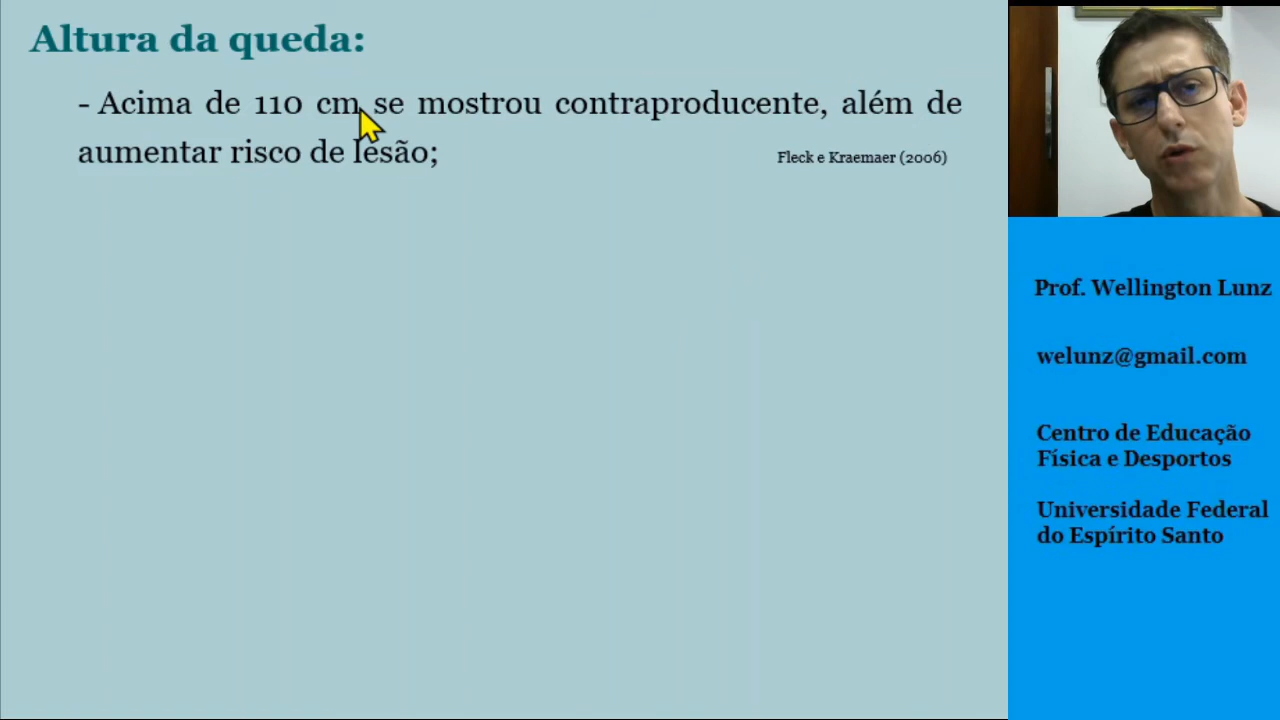 Altura da queda:
- Acima de 110 cm se mostrou contraproducente, além de
aumentar risco de lesão;
Fleck e Kraemaer (2006)
Prof. Wellington Lunz
welunz@gmail.com
Centro de Educação
Física e Desportos
Universidade Federal
do Espírito Santo